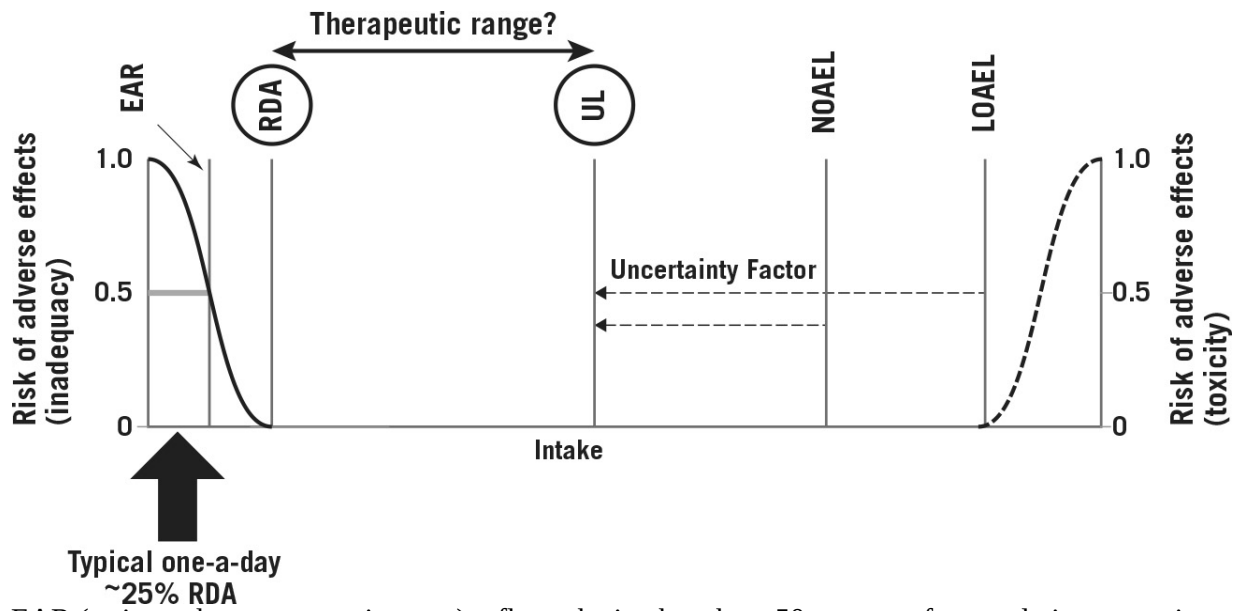 Therapeutic range?
EAR
RDA
UL
NOAEL
LOAEL
Risk of adverse effects
(inadequacy)
1.0
0.5
0
Uncertainty Factor
1.0
0.5
0
Risk of adverse effects
(toxicity)
Intake
Typical one-a-day
~25% RDA